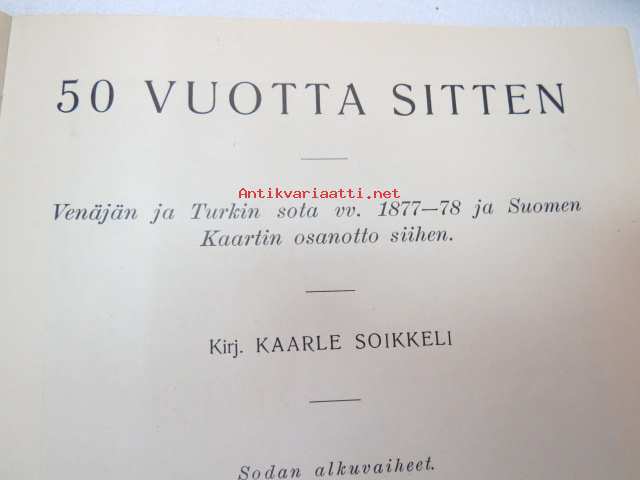 50 VUOTTA SITTEN
Antikvariaatti.net
Venäjän ja Turkin sota vv. 1877—78 ja Suomen
Kaartin osanotto siihen.
Kirj. KAARLE SOIKKELI
Sodan alkuvaiheet.